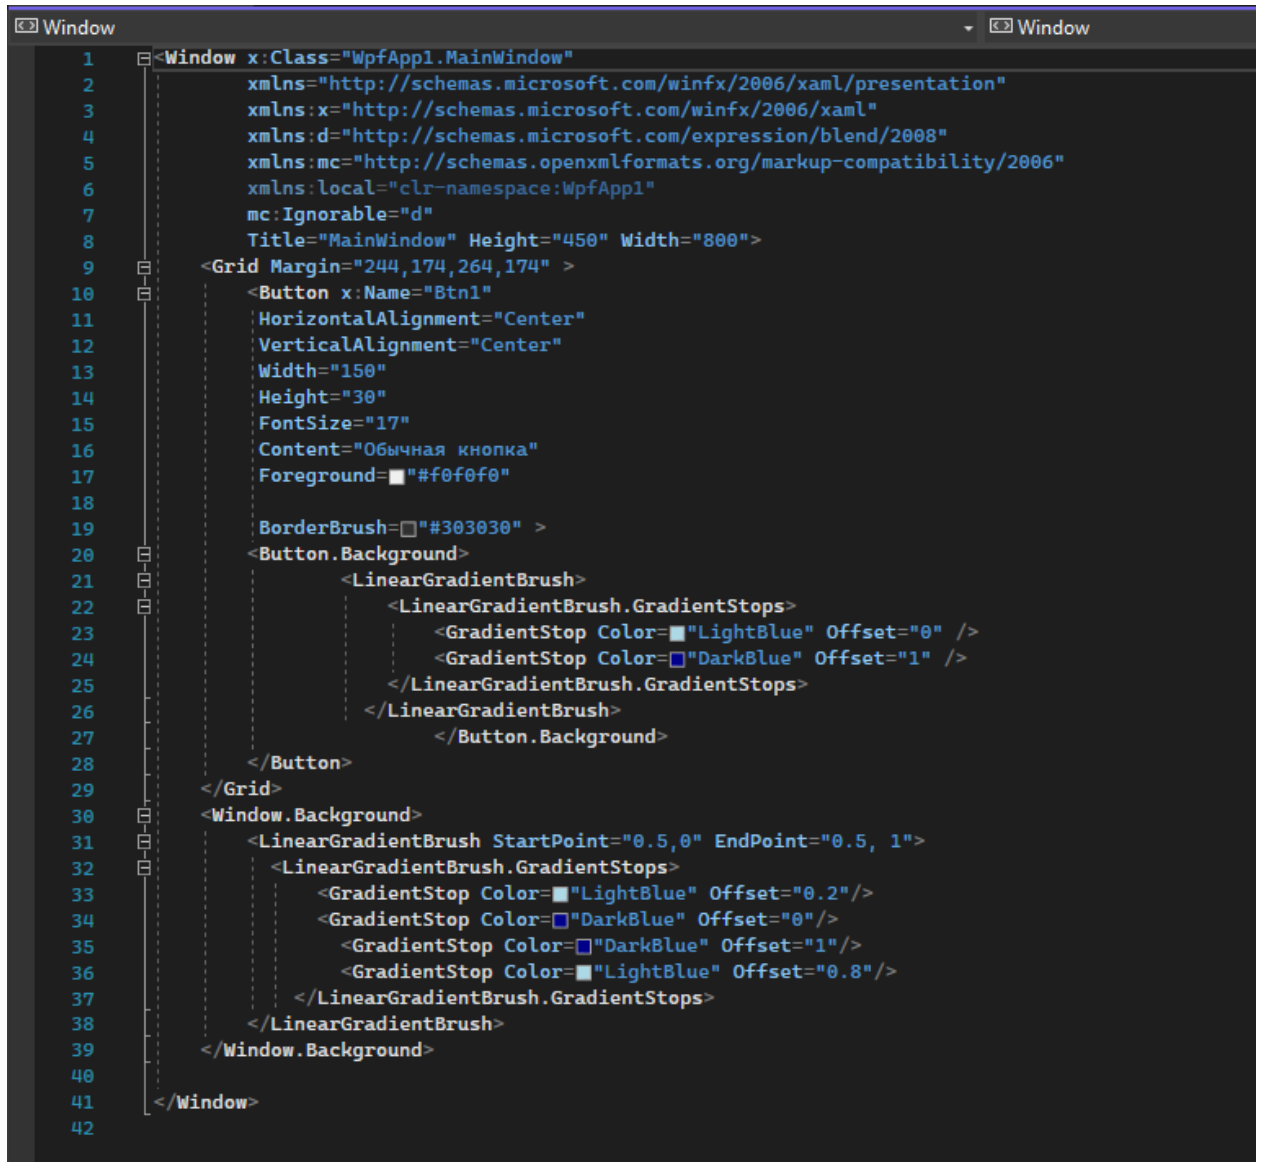 Window Window
1 <Window x:Class="WpfApp1.MainWindow"
2 xmlns="http://schemas.microsoft.com/winfx/2006/xaml/presentation"
3 xmlns:x="http://schemas.microsoft.com/winfx/2006/xaml"
4 xmlns:d="http://schemas.microsoft.com/expression/blend/2008"
5 xmlns:mc="http://schemas.openxmlformats.org/markup-compatibility/2006"
6 xmlns:local="clr-namespace:WpfApp1"
7 mc:Ignorable="d"
8 Title="MainWindow" Height="450" Width="800">
9 <Grid Margin="244,174,264,174" >
10 <Button x:Name="Btn1"
11 HorizontalAlignment="Center"
12 VerticalAlignment="Center"
13 Width="150"
14 Height="30"
15 FontSize="17"
16 Content="Обычная кнопка"
17 Foreground="#f0f0f0"
18
19 BorderBrush="#303030" >
20 <Button.Background>
21 <LinearGradientBrush>
22 <LinearGradientBrush.GradientStops>
23 <GradientStop Color="LightBlue" Offset="0" />
24 <GradientStop Color="DarkBlue" Offset="1" />
25 </LinearGradientBrush.GradientStops>
26 </LinearGradientBrush>
27 </Button.Background>
28 </Button>
29 </Grid>
30 <Window.Background>
31 <LinearGradientBrush StartPoint="0.5,0" EndPoint="0.5, 1">
32 <LinearGradientBrush.GradientStops>
33 <GradientStop Color="LightBlue" Offset="0.2"/>
34 <GradientStop Color="DarkBlue" Offset="0"/>
35 <GradientStop Color="DarkBlue" Offset="1"/>
36 <GradientStop Color="LightBlue" Offset="0.8"/>
37 </LinearGradientBrush.GradientStops>
38 </LinearGradientBrush>
39 </Window.Background>
40
41 </Window>
42